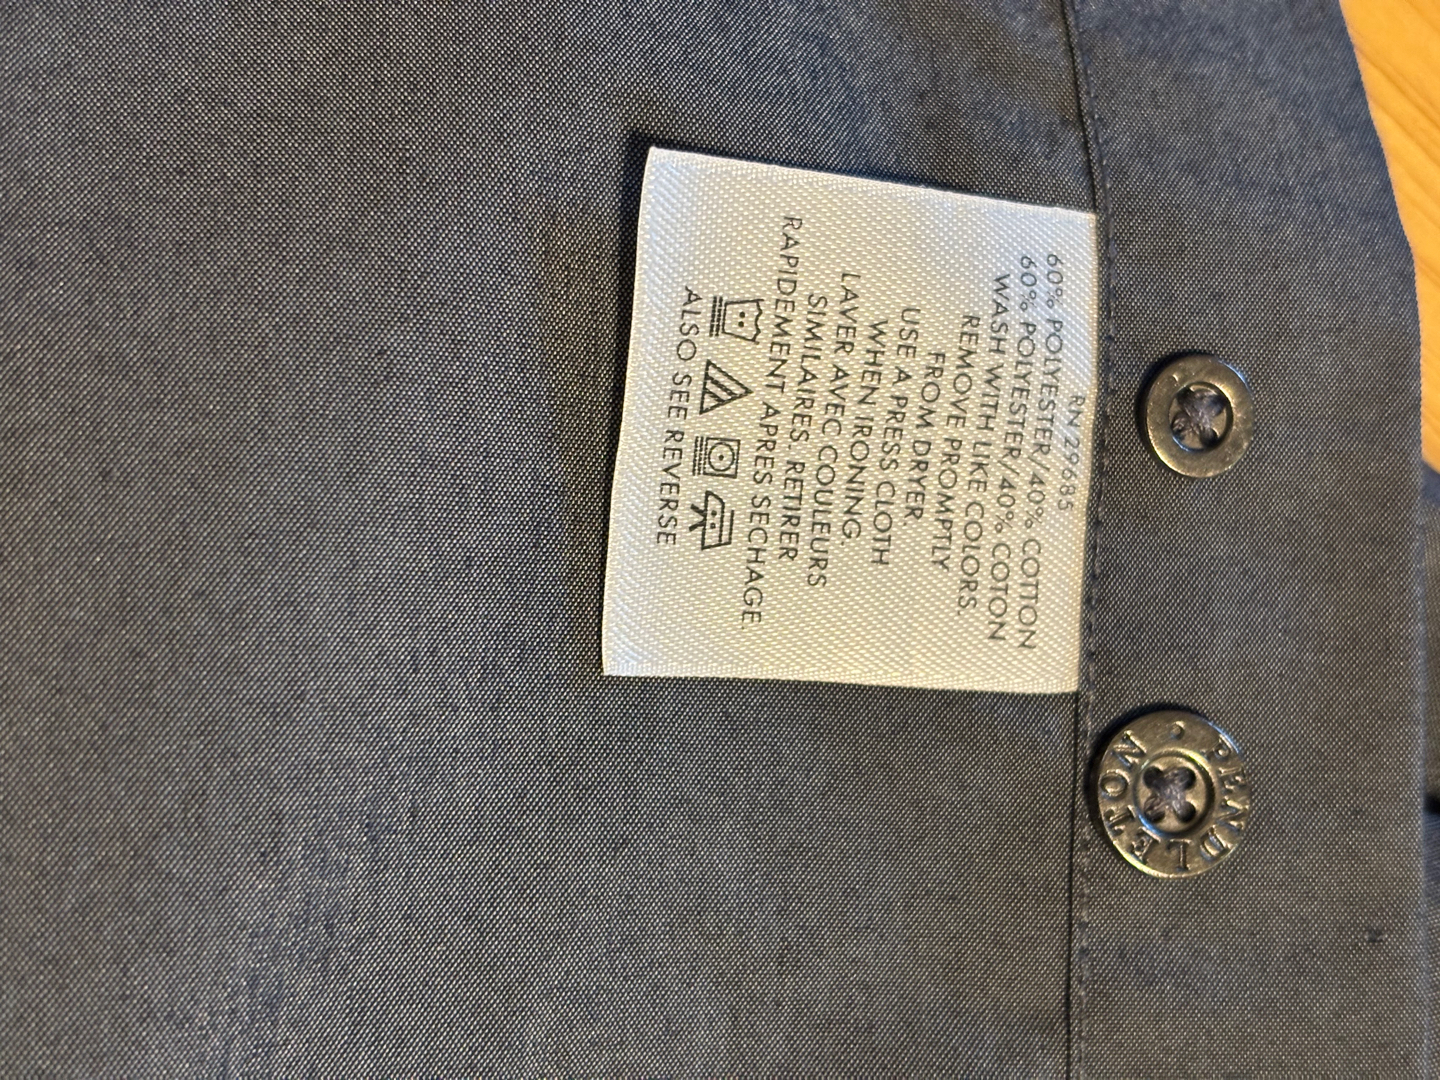 RN 29685
60% POLYESTER/40% COTTON
60% POLYESTER/40% COTON
WASH WITH LIKE COLORS.
REMOVE PROMPTLY
FROM DRYER.
USE A PRESS CLOTH
WHEN IRONING.
LAVER AVEC COULEURS
SIMILAIRES. RETIRER
RAPIDEMENT APRES SECHAGE.
ALSO SEE REVERSE
PENDLETON